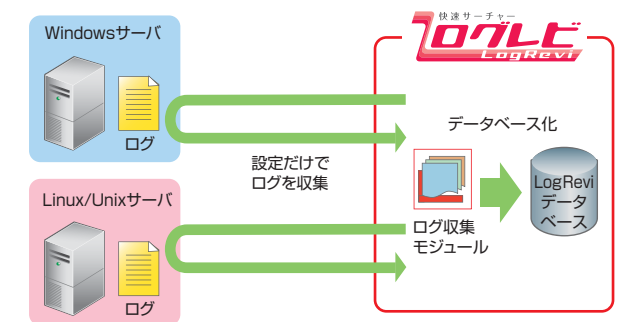 Windowsサーバ
ログ
Linux/Unixサーバ
ログ
設定だけで
ログを収集
快速サーチャー
ログレビ
LogRevi
データベース化
ログ収集
モジュール
LogRevi
データ
ベース